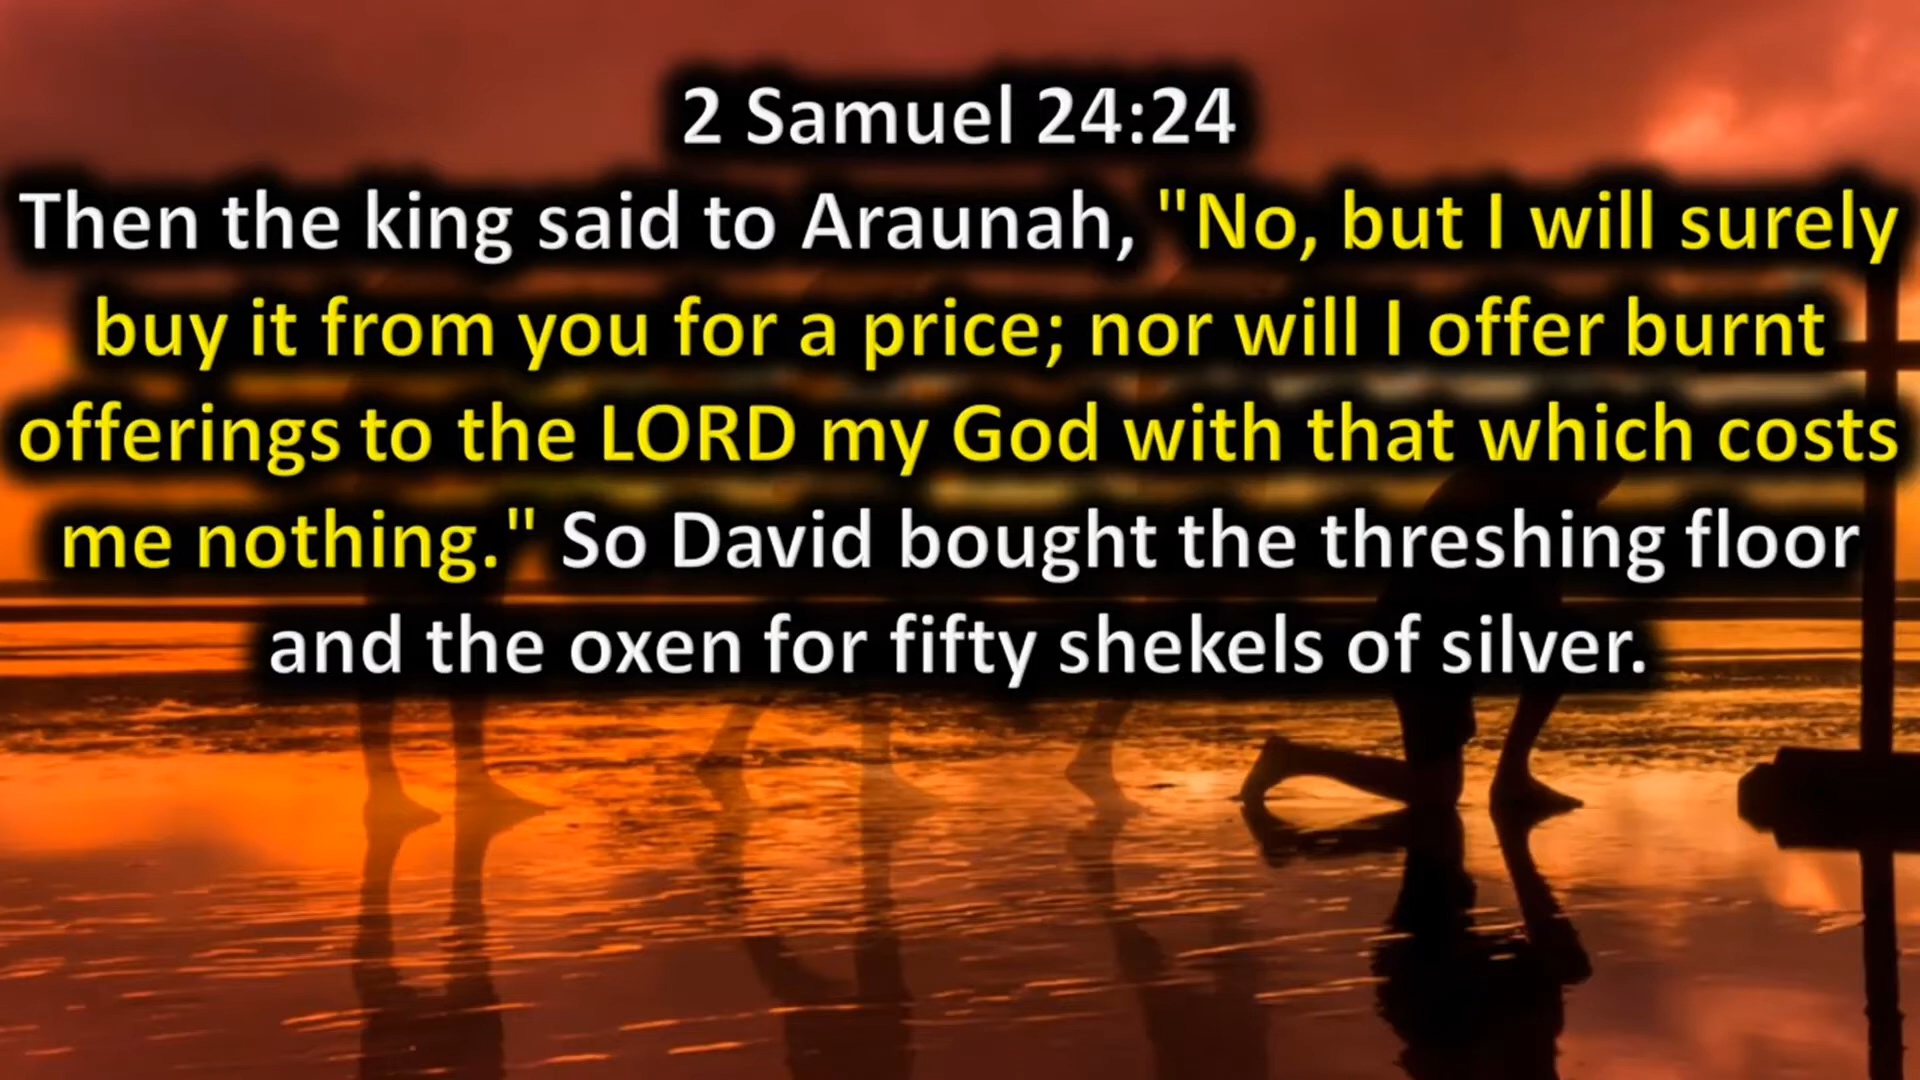 2 Samuel 24:24
Then the king said to Araunah, "No, but I will surely
buy it from you for a price; nor will I offer burnt
offerings to the LORD my God with that which costs
me nothing." So David bought the threshing floor
and the oxen for fifty shekels of silver.